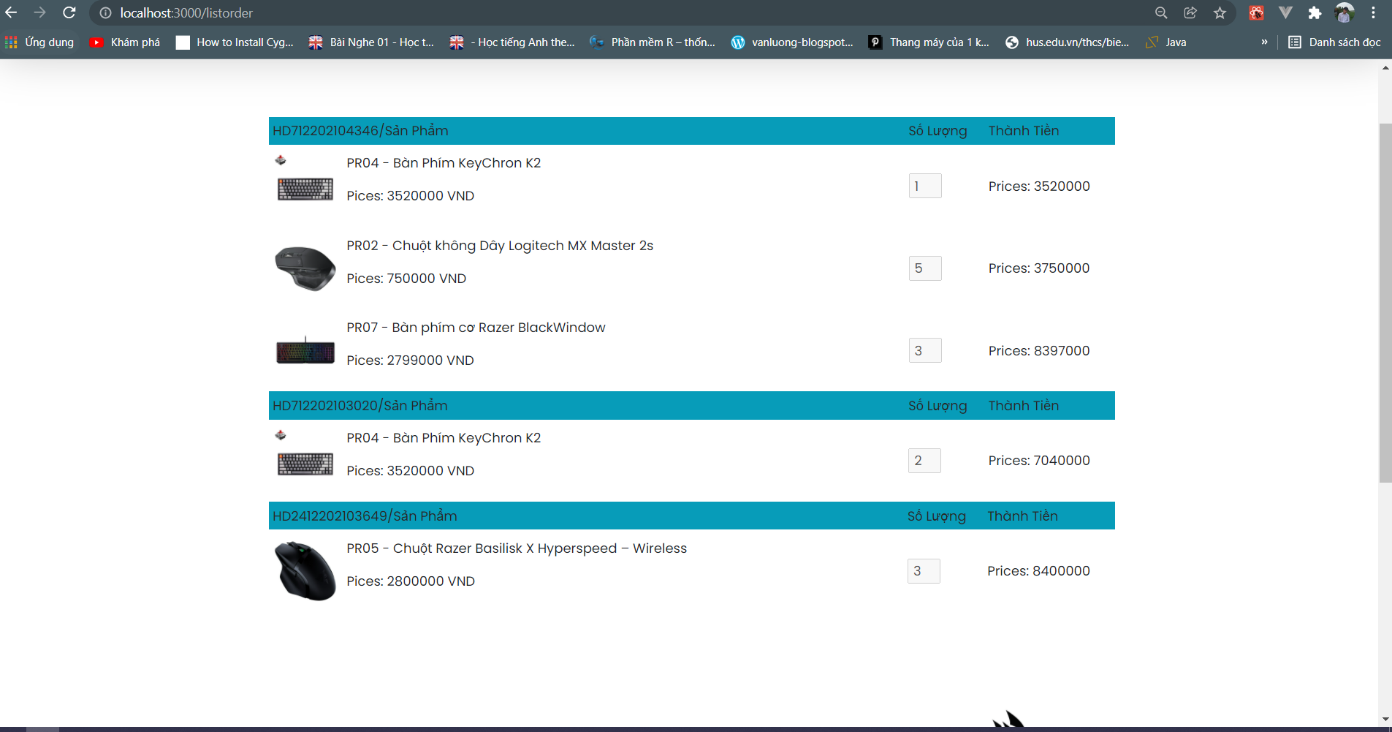 localhost:3000/listorder
Ứng dụng Khám phá How to Install Cyg... Bài Nghe 01 - Học t... - Học tiếng Anh the... Phần mềm R – thốn... vanluong-blogspot... Thang máy của 1 k... hus.edu.vn/thcs/bie... Java » Danh sách đọc
HD712202104346/Sản Phẩm Số Lượng Thành Tiền
PR04 - Bàn Phím KeyChron K2
Pices: 3520000 VND
1 Prices: 3520000
PR02 - Chuột không Dây Logitech MX Master 2s
Pices: 750000 VND
5 Prices: 3750000
PR07 - Bàn phím cơ Razer BlackWindow
Pices: 2799000 VND
3 Prices: 8397000
HD712202103020/Sản Phẩm Số Lượng Thành Tiền
PR04 - Bàn Phím KeyChron K2
Pices: 3520000 VND
2 Prices: 7040000
HD2412202103649/Sản Phẩm Số Lượng Thành Tiền
PR05 - Chuột Razer Basilisk X Hyperspeed – Wireless
Pices: 2800000 VND
3 Prices: 8400000